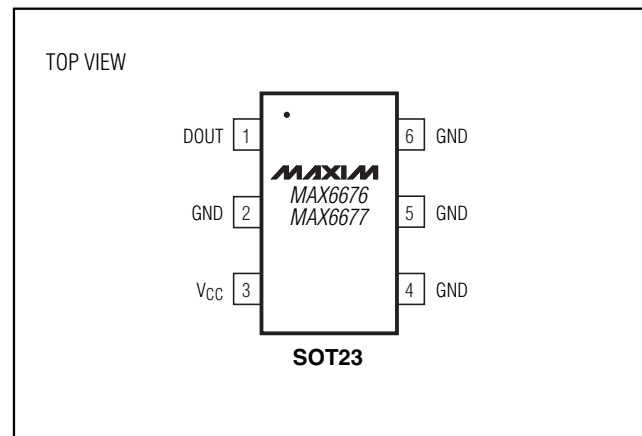 TOP VIEW
DOUT 1
6 GND
MAXIM
MAX6676
MAX6677
GND 2
5 GND
VCC 3
4 GND
SOT23